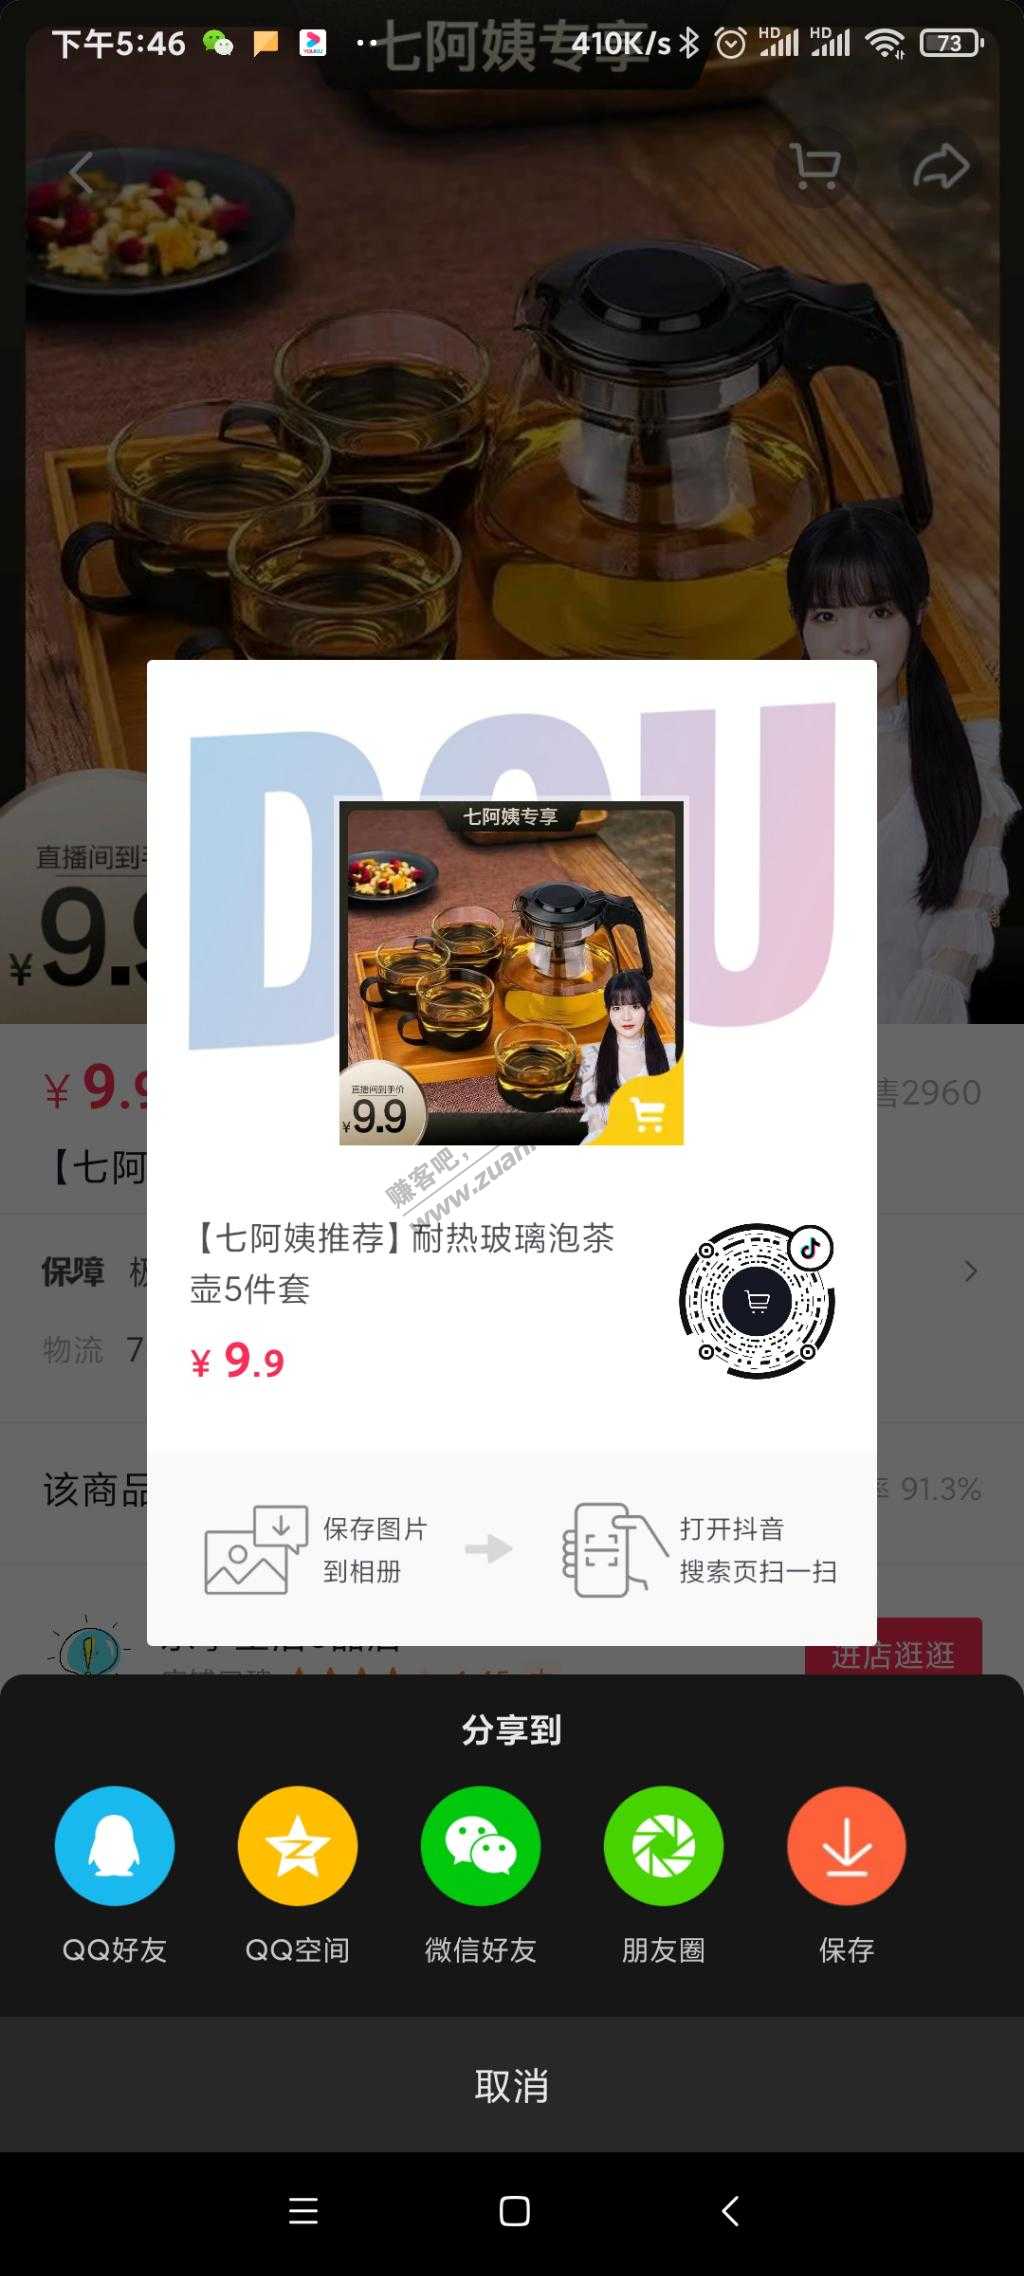 下午5:46
410K/s
HD
HD
73
七阿姨专享
直播间到手
¥9.9
¥9.9
售2960
【七阿
保障
物流 7
该商品
率 91.3%
进店逛逛
DOU
七阿姨专享
直播间到手价
¥9.9
赚客吧,
www.zuan
【七阿姨推荐】耐热玻璃泡茶
壶5件套
¥9.9
保存图片
到相册
打开抖音
搜索页扫一扫
分享到
QQ好友
QQ空间
微信好友
朋友圈
保存
取消